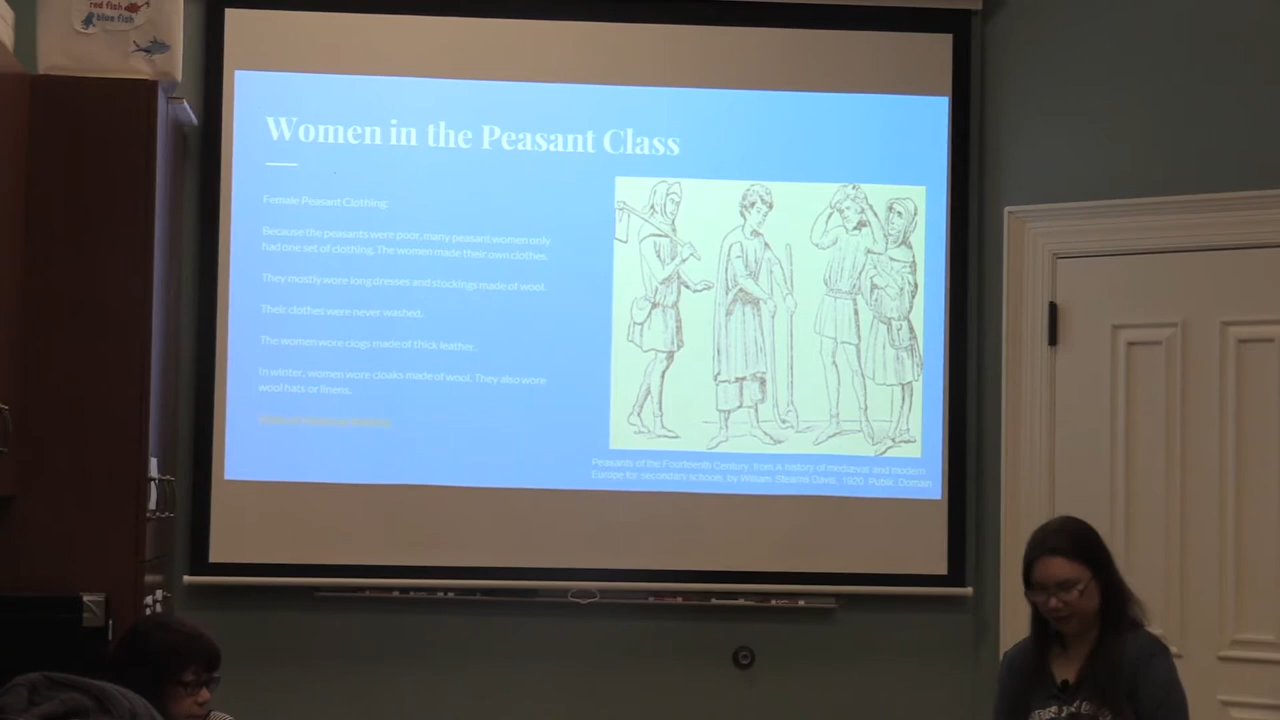 red fish
blue fish
Women in the Peasant Class
Female Peasant Clothing:
Because the peasants were poor, many peasant women only
had one set of clothing. The women made their own clothes.
They mostly wore long dresses and stockings made of wool.
Their clothes were never washed.
The women wore clogs made of thick leather.
In winter, women wore cloaks made of wool. They also wore
wool hats or linens.
Peasants of the Fourteenth Century, from A history of mediæval and modern
Europe for secondary schools, by William Stearns Davis, 1920. Public Domain